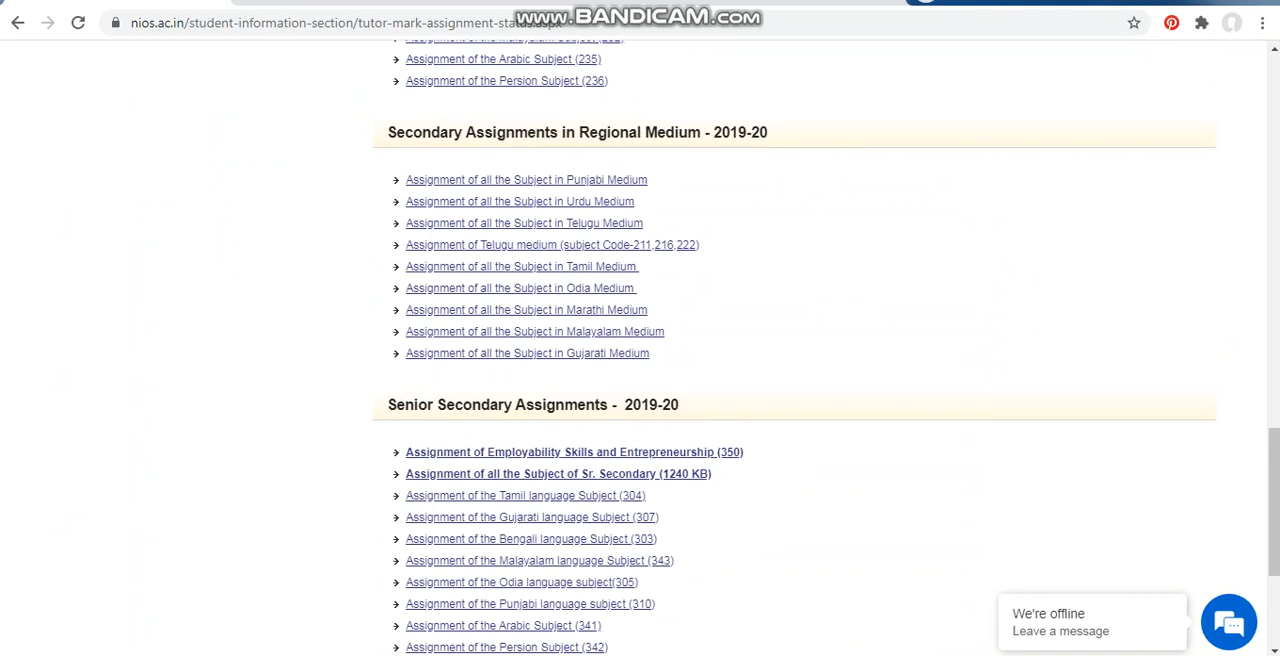 nios.ac.in/student-information-section/tutor-mark-assignment-status.aspx
www.BANDICAM.com
Assignment of the Malayalam Subject (232)
Assignment of the Arabic Subject (235)
Assignment of the Persion Subject (236)
Secondary Assignments in Regional Medium - 2019-20
Assignment of all the Subject in Punjabi Medium
Assignment of all the Subject in Urdu Medium
Assignment of all the Subject in Telugu Medium
Assignment of Telugu medium (subject Code-211,216,222)
Assignment of all the Subject in Tamil Medium
Assignment of all the Subject in Odia Medium
Assignment of all the Subject in Marathi Medium
Assignment of all the Subject in Malayalam Medium
Assignment of all the Subject in Gujarati Medium
Senior Secondary Assignments - 2019-20
Assignment of Employability Skills and Entrepreneurship (350)
Assignment of all the Subject of Sr. Secondary (1240 KB)
Assignment of the Tamil language Subject (304)
Assignment of the Gujarati language Subject (307)
Assignment of the Bengali language Subject (303)
Assignment of the Malayalam language Subject (343)
Assignment of the Odia language subject(305)
Assignment of the Punjabi language subject (310)
Assignment of the Arabic Subject (341)
Assignment of the Persion Subject (342)
We're offline
Leave a message